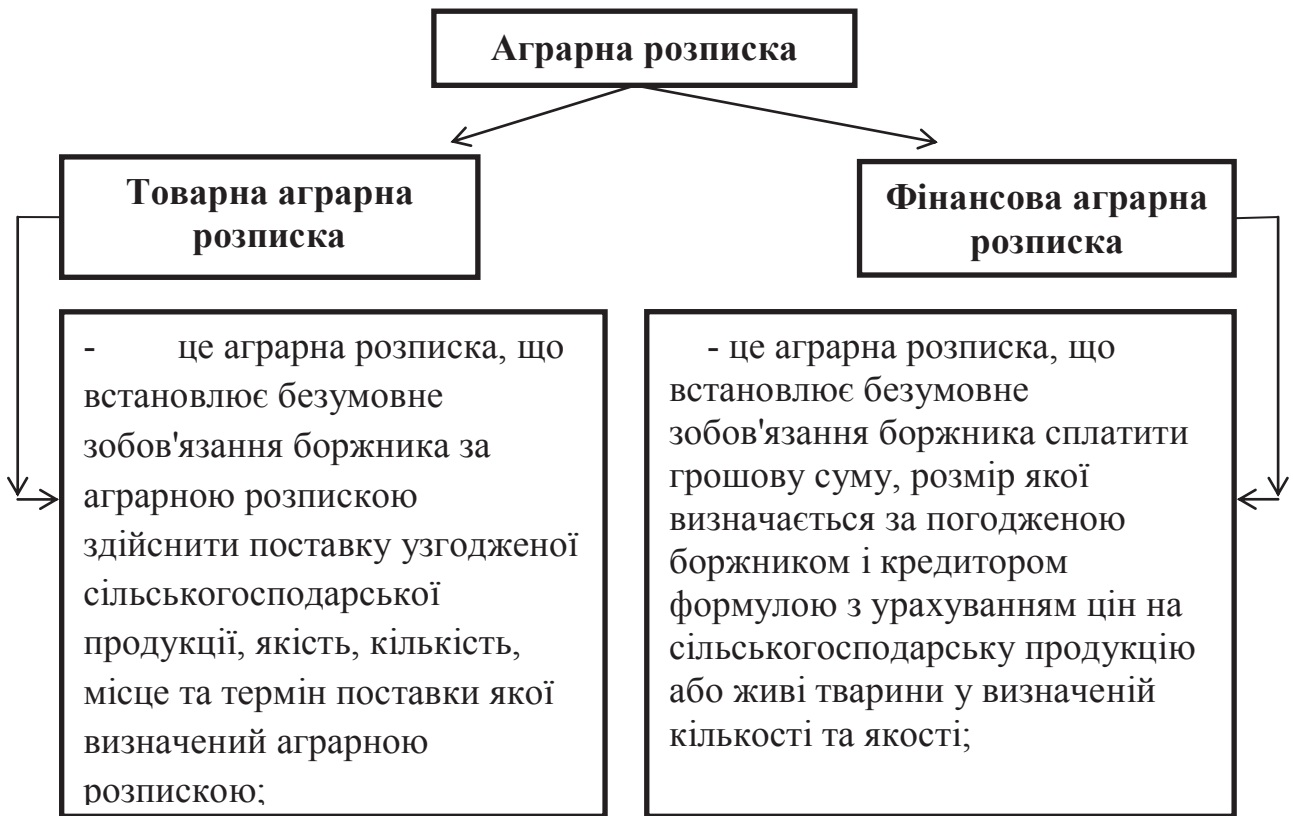 Аграрна розписка
Товарна аграрна
розписка
Фінансова аграрна
розписка
- це аграрна розписка, що
встановлює безумовне
зобов'язання боржника за
аграрною розпискою
здійснити поставку узгодженої
сільськогосподарської
продукції, якість, кількість,
місце та термін поставки якої
визначений аграрною
розпискою;
- це аграрна розписка, що
встановлює безумовне
зобов'язання боржника сплатити
грошову суму, розмір якої
визначається за погодженою
боржником і кредитором
формулою з урахуванням цін на
сільськогосподарську продукцію
або живі тварини у визначеній
кількості та якості;